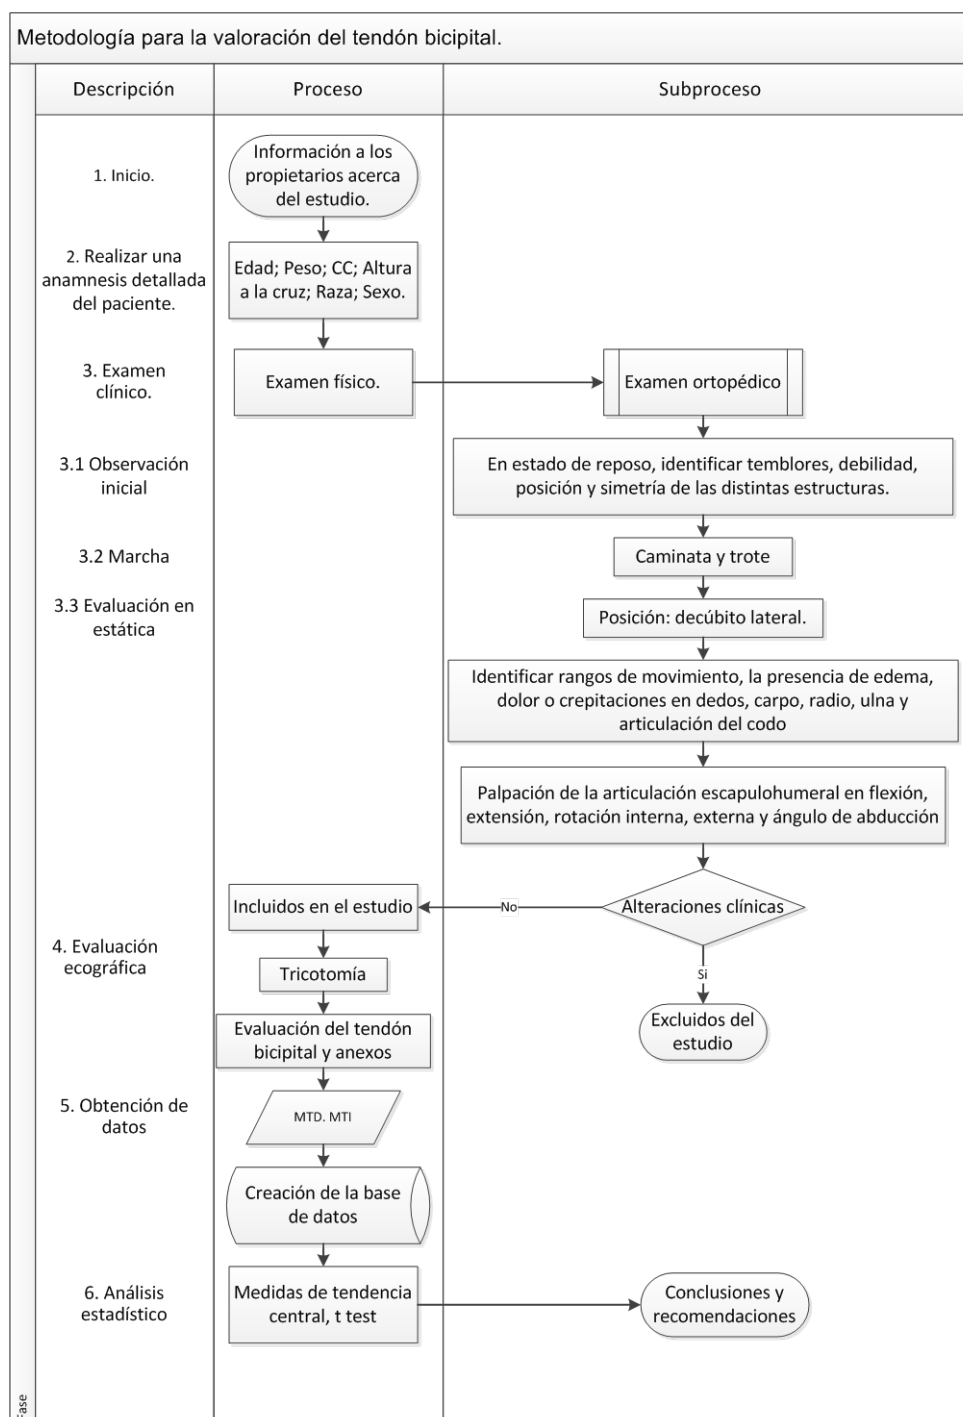 Metodología para la valoración del tendón bicipital.
Descripción
Proceso
Subproceso
1. Inicio.
Información a los
propietarios acerca
del estudio.
2. Realizar una
anamnesis detallada
del paciente.
Edad; Peso; CC; Altura
a la cruz; Raza; Sexo.
3. Examen
clínico.
Examen físico.
Examen ortopédico
3.1 Observación
inicial
En estado de reposo, identificar temblores, debilidad,
posición y simetría de las distintas estructuras.
3.2 Marcha
Caminata y trote
3.3 Evaluación en
estática
Posición: decúbito lateral.
Identificar rangos de movimiento, la presencia de edema,
dolor o crepitaciones en dedos, carpo, radio, ulna y
articulación del codo
Palpación de la articulación escapulohumeral en flexión,
extensión, rotación interna, externa y ángulo de abducción
Alteraciones clínicas
No
Incluidos en el estudio
Si
Excluidos del
estudio
4. Evaluación
ecográfica
Tricotomía
Evaluación del tendón
bicipital y anexos
5. Obtención de
datos
MTD. MTI
Creación de la base
de datos
6. Análisis
estadístico
Medidas de tendencia
central, t test
Conclusiones y
recomendaciones
Fase